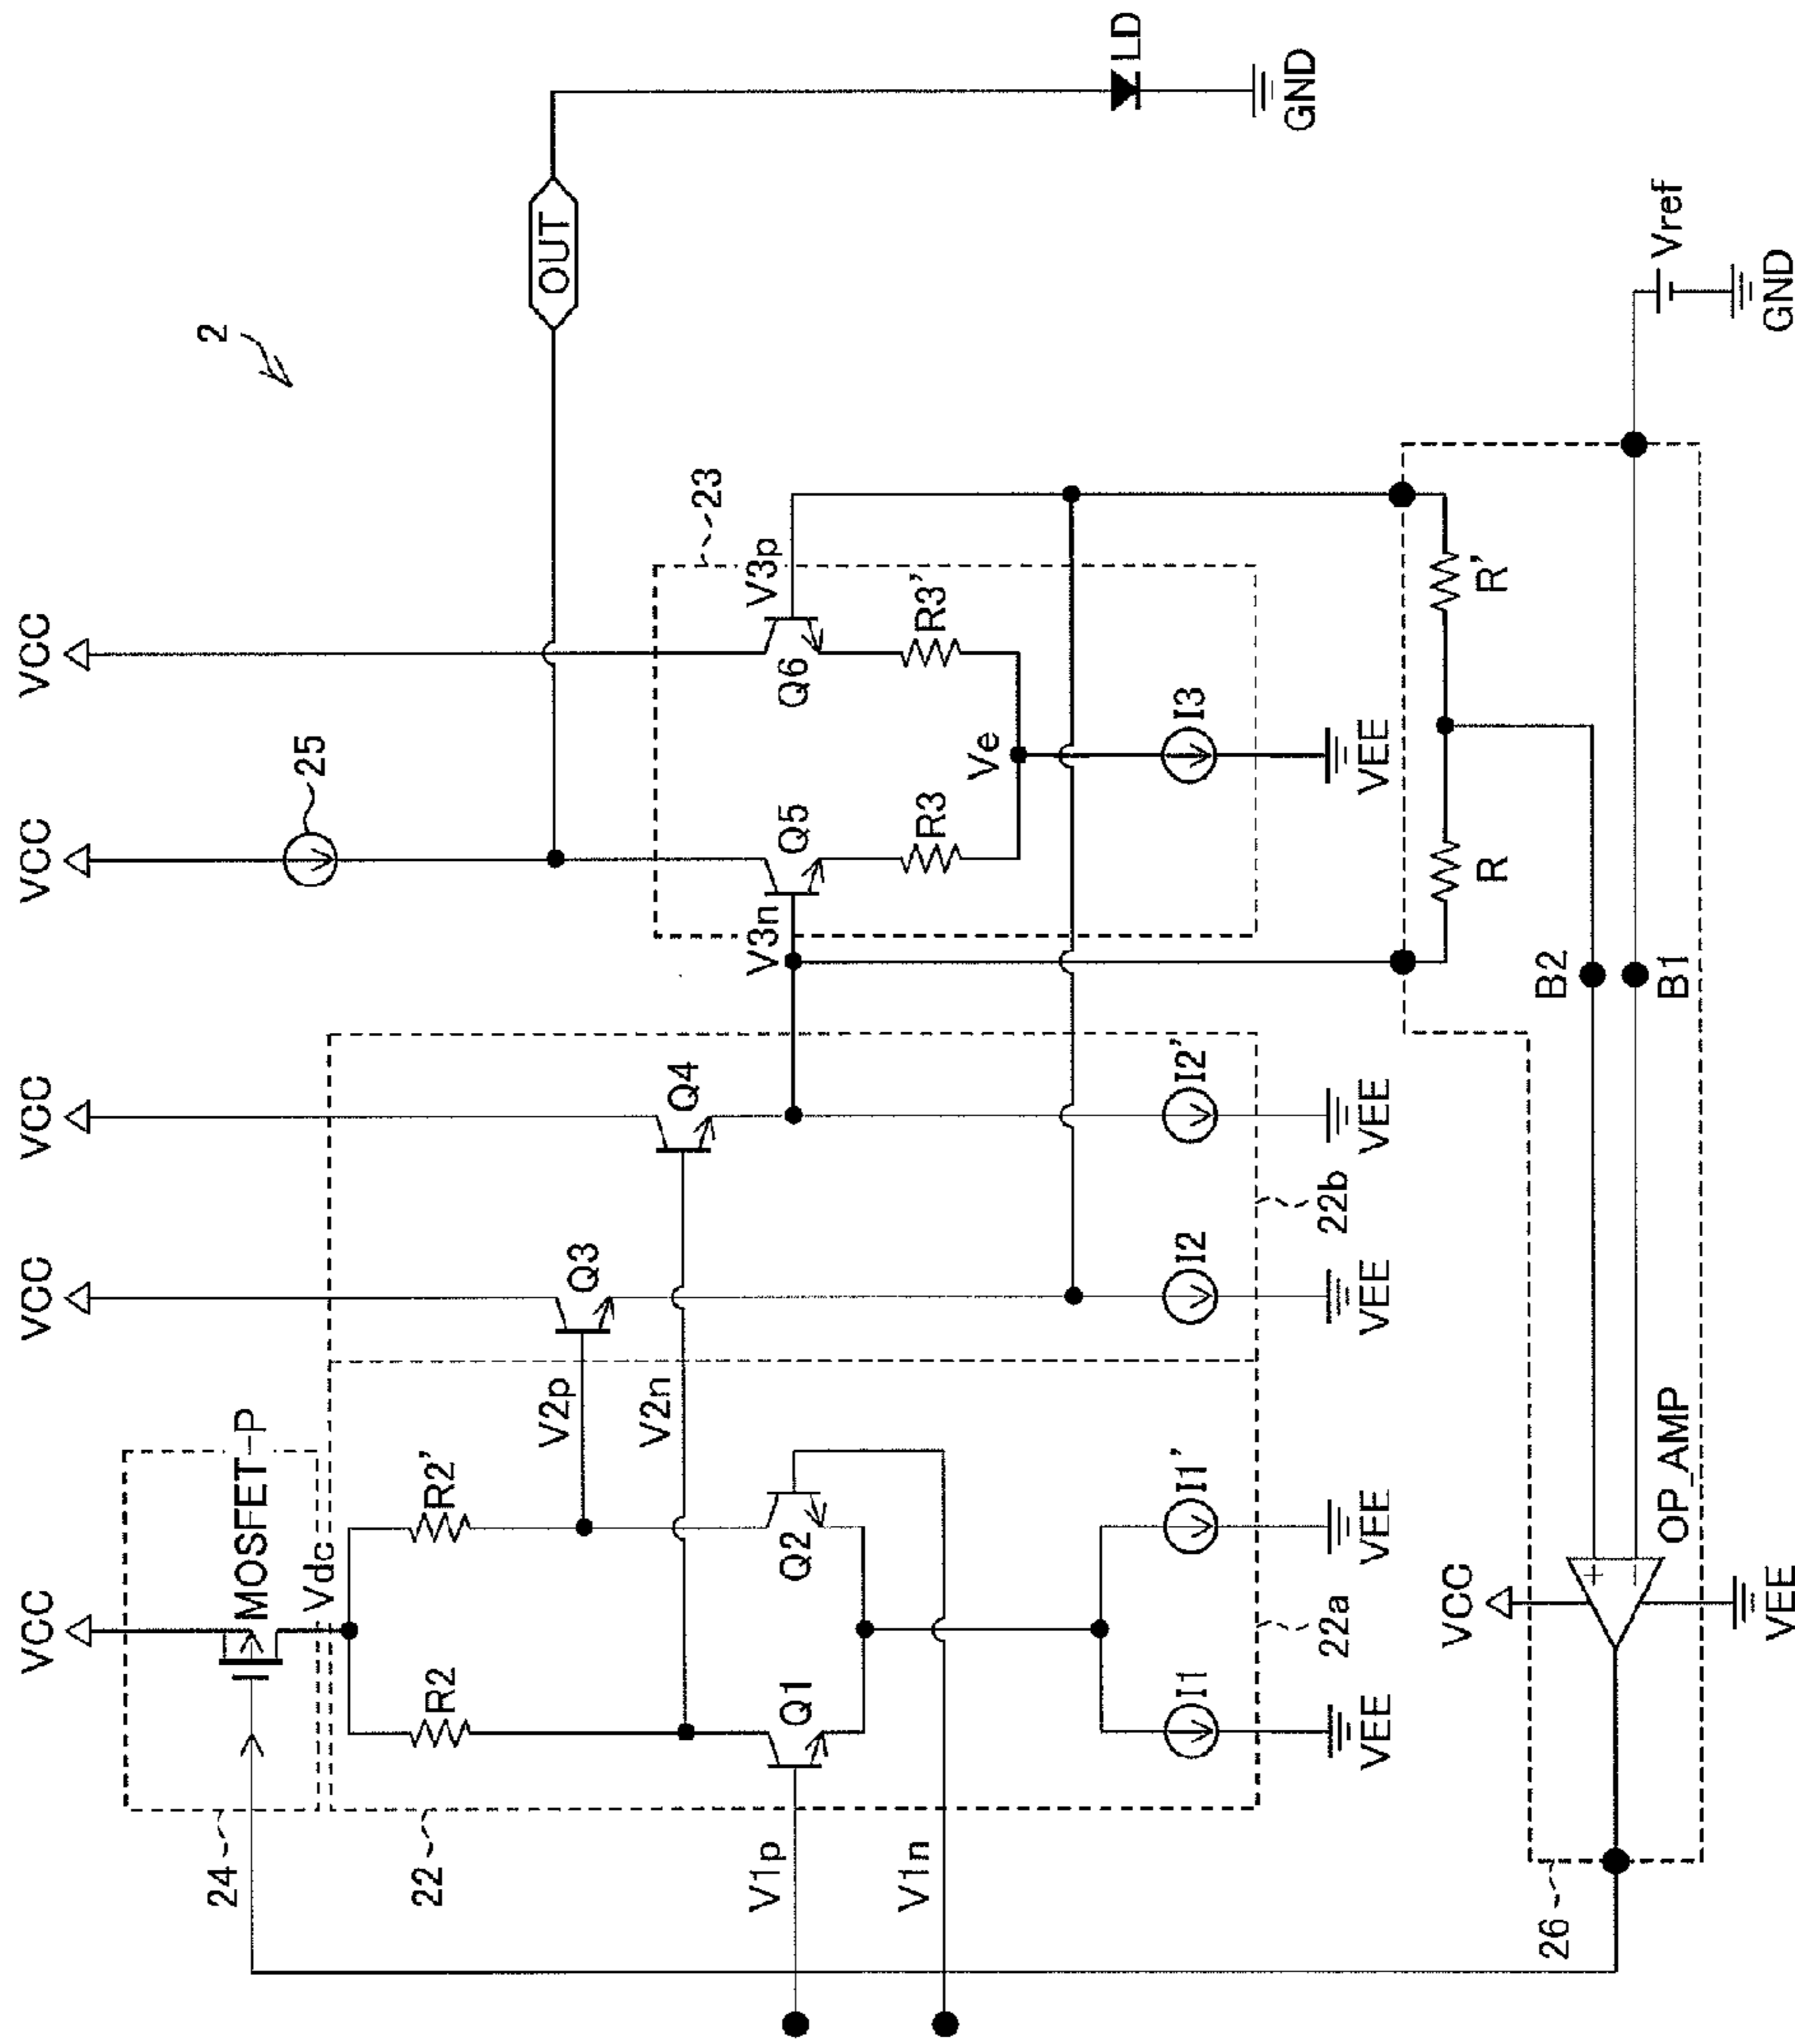 2
VCC
VCC
VCC
VCC
VCC
24
MOSFET-P
Vdc
25
OUT
LD
GND
22
R2
R2'
V2p
V2n
Q3
Q4
23
V3n
V3p
Q5
Q6
R3
R3'
Ve
V1p
V1n
Q1
Q2
I1
I1'
I2
I2'
I3
VEE
VEE
VEE
VEE
VEE
22a
22b
R
R'
VCC
B2
B1
Vref
GND
OP_AMP
VEE
26